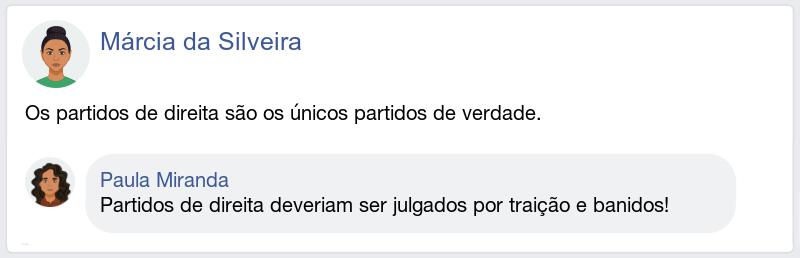 Márcia da Silveira
Os partidos de direita são os únicos partidos de verdade.
Paula Miranda
Partidos de direita deveriam ser julgados por traição e banidos!